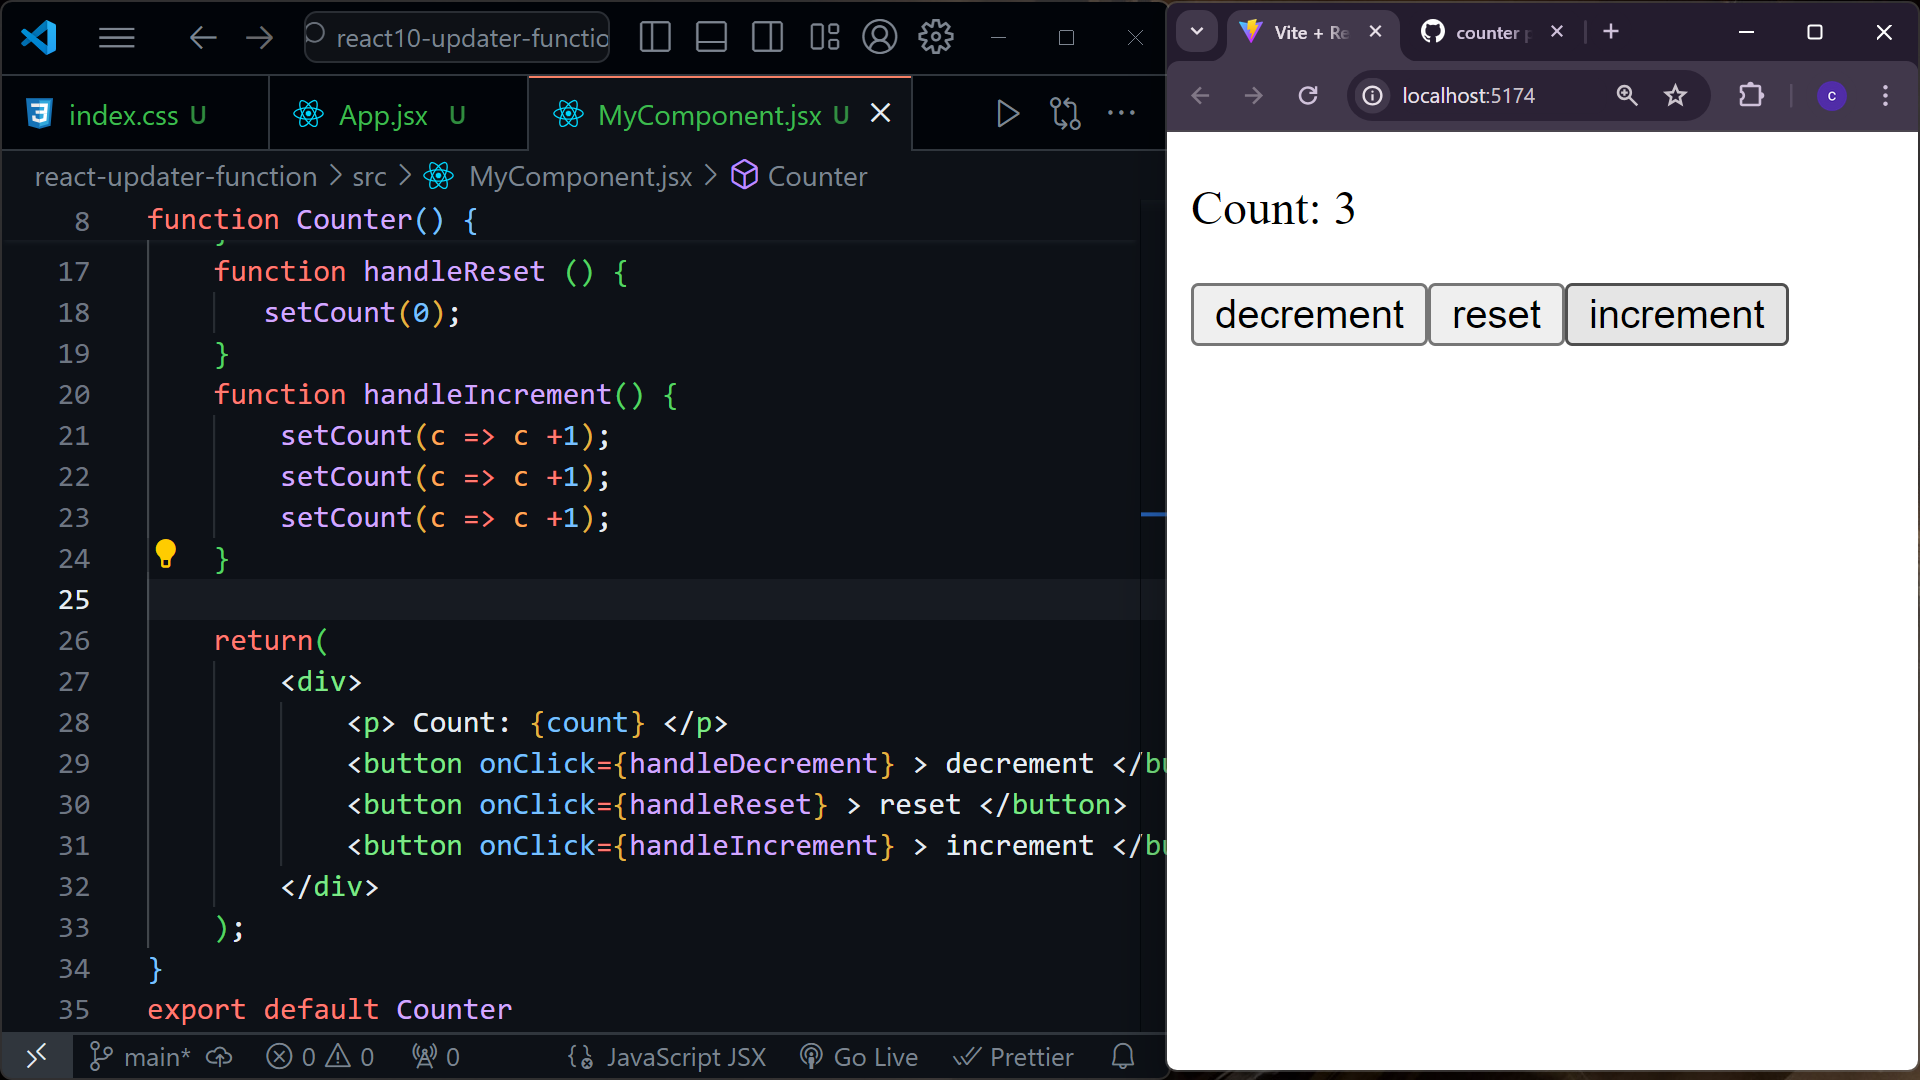 react10-updater-functio
index.css U
App.jsx U
MyComponent.jsx U
react-updater-function > src > MyComponent.jsx > Counter
8 function Counter() {
17 function handleReset () {
18 setCount(0);
19 }
20 function handleIncrement() {
21 setCount(c => c +1);
22 setCount(c => c +1);
23 setCount(c => c +1);
24 }
25
26 return(
27 <div>
28 <p> Count: {count} </p>
29 <button onClick={handleDecrement} > decrement </bu
30 <button onClick={handleReset} > reset </button>
31 <button onClick={handleIncrement} > increment </bu
32 </div>
33 );
34 }
35 export default Counter
main* 0 0 0 JavaScript JSX Go Live Prettier
Vite + Re
counter p
localhost:5174
c
Count: 3
decrement reset increment